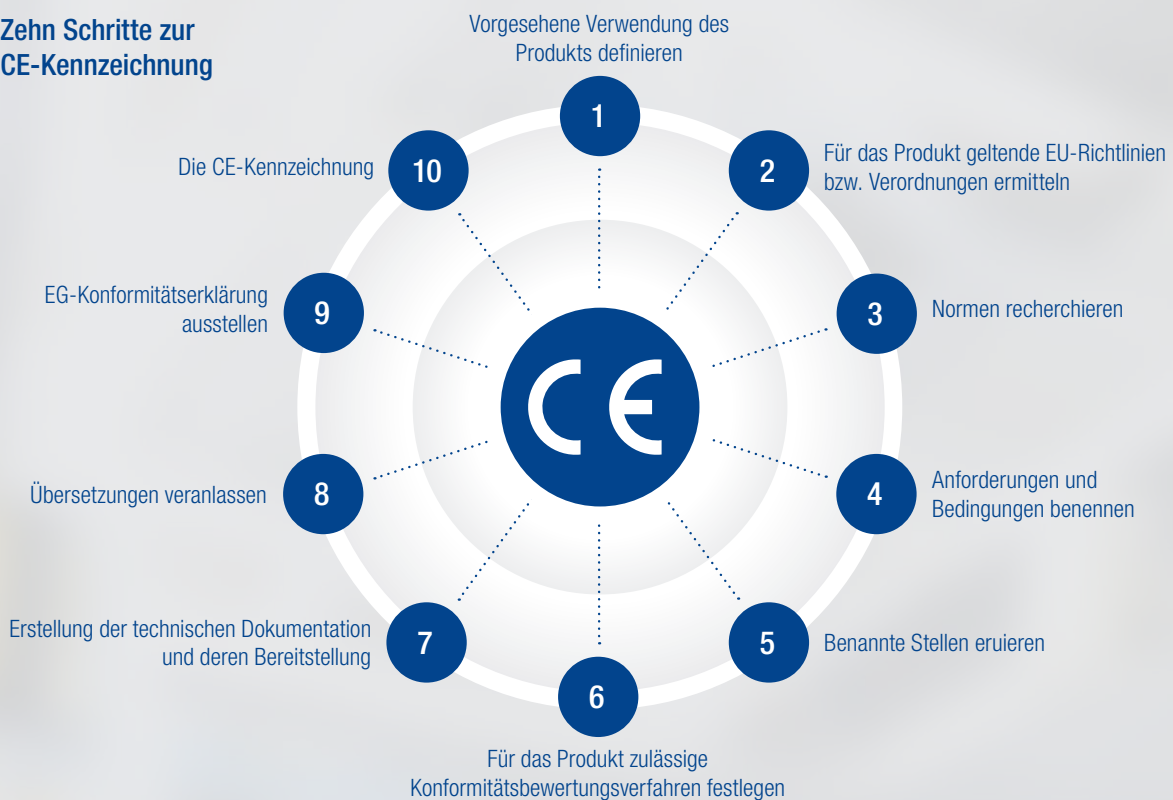 Zehn Schritte zur
CE-Kennzeichnung
Vorgesehene Verwendung des
Produkts definieren
1
2
Für das Produkt geltende EU-Richtlinien
bzw. Verordnungen ermitteln
3
Normen recherchieren
4
Anforderungen und
Bedingungen benennen
5
Benannte Stellen eruieren
6
Für das Produkt zulässige
Konformitätsbewertungsverfahren festlegen
7
Erstellung der technischen Dokumentation
und deren Bereitstellung
8
Übersetzungen veranlassen
9
EG-Konformitätserklärung
ausstellen
10
Die CE-Kennzeichnung
CE